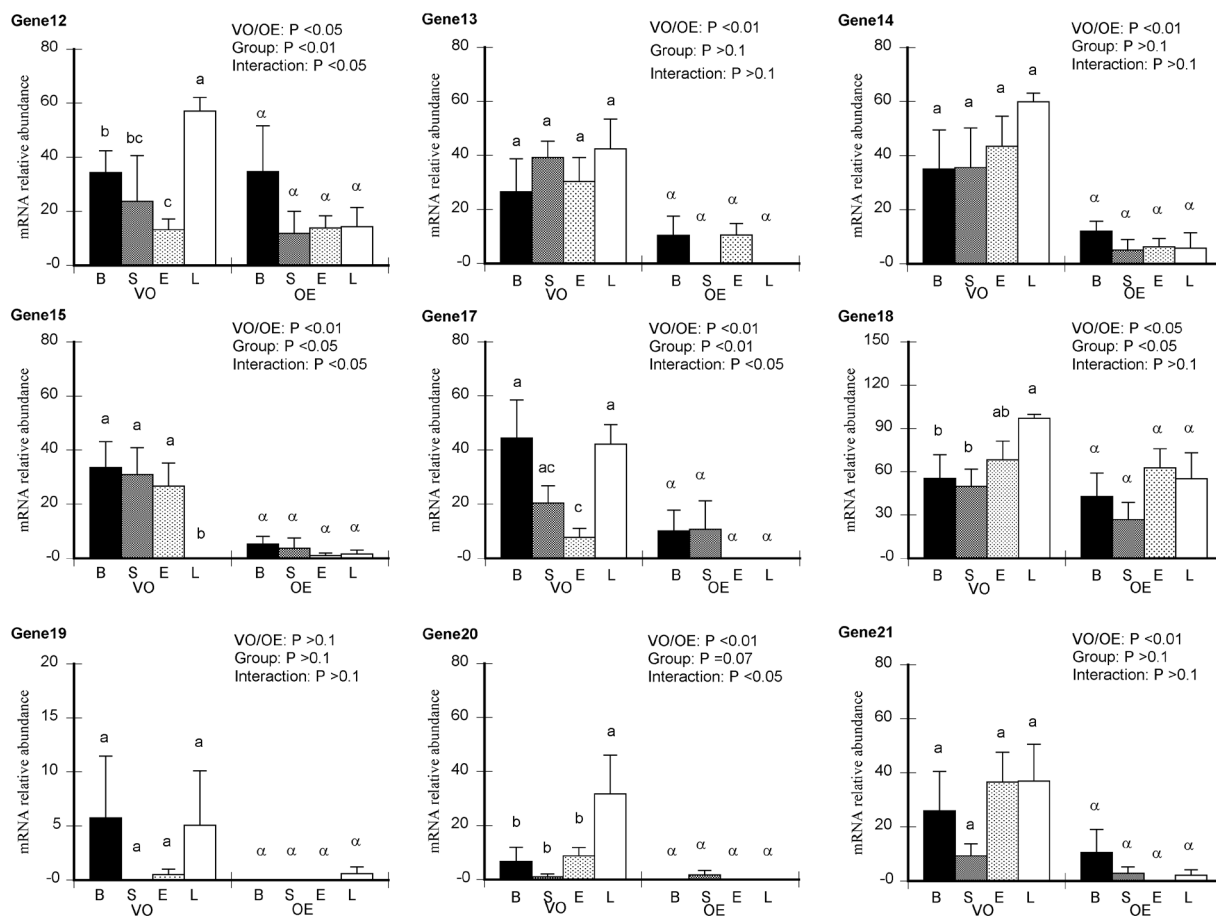 Gene12
VO/OE: P <0.05
Group: P <0.01
Interaction: P <0.05
mRNA relative abundance
80
60
40
20
-0
b bc c a α α α α
B S E L B S E L
VO OE
Gene13
VO/OE: P <0.01
Group: P >0.1
Interaction: P >0.1
mRNA relative abundance
80
60
40
20
-0
a a a a α α α α
B S E L B S E L
VO OE
Gene14
VO/OE: P <0.01
Group: P >0.1
Interaction: P >0.1
mRNA relative abundance
80
60
40
20
-0
a a a a α α α α
B S E L B S E L
VO OE
Gene15
VO/OE: P <0.01
Group: P <0.05
Interaction: P <0.05
mRNA relative abundance
80
60
40
20
-0
a a a b α α α α
B S E L B S E L
VO OE
Gene17
VO/OE: P <0.01
Group: P <0.01
Interaction: P <0.05
mRNA relative abundance
80
60
40
20
-0
a ac c a α α α α
B S E L B S E L
VO OE
Gene18
VO/OE: P <0.05
Group: P <0.05
Interaction: P >0.1
mRNA relative abundance
150
120
90
60
30
-0
b b ab a α α α α
B S E L B S E L
VO OE
Gene19
VO/OE: P >0.1
Group: P >0.1
Interaction: P >0.1
mRNA relative abundance
20
15
10
5
-0
a a a a α α α α
B S E L B S E L
VO OE
Gene20
VO/OE: P <0.01
Group: P =0.07
Interaction: P <0.05
mRNA relative abundance
80
60
40
20
-0
b b b a α α α α
B S E L B S E L
VO OE
Gene21
VO/OE: P <0.01
Group: P >0.1
Interaction: P >0.1
mRNA relative abundance
80
60
40
20
-0
a a a a α α α α
B S E L B S E L
VO OE